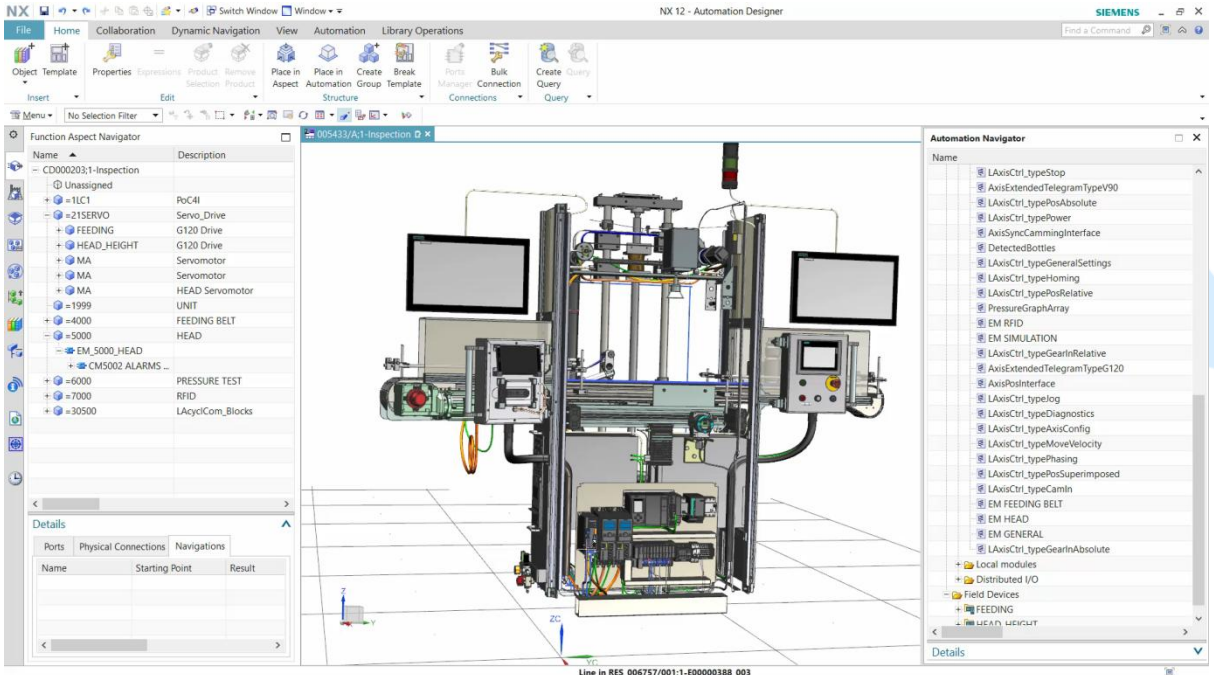 NX Switch Window Window NX 12 - Automation Designer SIEMENS
File Home Collaboration Dynamic Navigation View Automation Library Operations Find a Command
Object Template Properties Expressions Product Selection Remove Product Place in Aspect Place in Automation Create Group Break Template Ports Manager Bulk Connection Create Query Query
Insert Edit Structure Connections Query
Menu No Selection Filter
Function Aspect Navigator
Name Description
CD000203;1-Inspection
Unassigned
=1LC1 PoC4I
=21SERVO Servo_Drive
FEEDING G120 Drive
HEAD_HEIGHT G120 Drive
MA Servomotor
MA Servomotor
MA HEAD Servomotor
=1999 UNIT
=4000 FEEDING BELT
=5000 HEAD
EM_5000_HEAD
CM5002 ALARMS ...
=6000 PRESSURE TEST
=7000 RFID
=30500 LAcyclCom_Blocks
Details
Ports Physical Connections Navigations
Name Starting Point Result
005433/A;1-Inspection
Z
Y
ZC
YC
Automation Navigator
Name
LAxisCtrl_typeStop
AxisExtendedTelegramTypeV90
LAxisCtrl_typePosAbsolute
LAxisCtrl_typePower
AxisSyncCammingInterface
DetectedBottles
LAxisCtrl_typeGeneralSettings
LAxisCtrl_typeHoming
LAxisCtrl_typePosRelative
PressureGraphArray
EM RFID
EM SIMULATION
LAxisCtrl_typeGearInRelative
AxisExtendedTelegramTypeG120
AxisPosInterface
LAxisCtrl_typeJog
LAxisCtrl_typeDiagnostics
LAxisCtrl_typeAxisConfig
LAxisCtrl_typeMoveVelocity
LAxisCtrl_typePhasing
LAxisCtrl_typePosSuperimposed
LAxisCtrl_typeCamIn
EM FEEDING BELT
EM HEAD
EM GENERAL
LAxisCtrl_typeGearInAbsolute
Local modules
Distributed I/O
Field Devices
FEEDING
HEAD_HEIGHT
Details
Line in RES_006757/001;1-E00000388_003